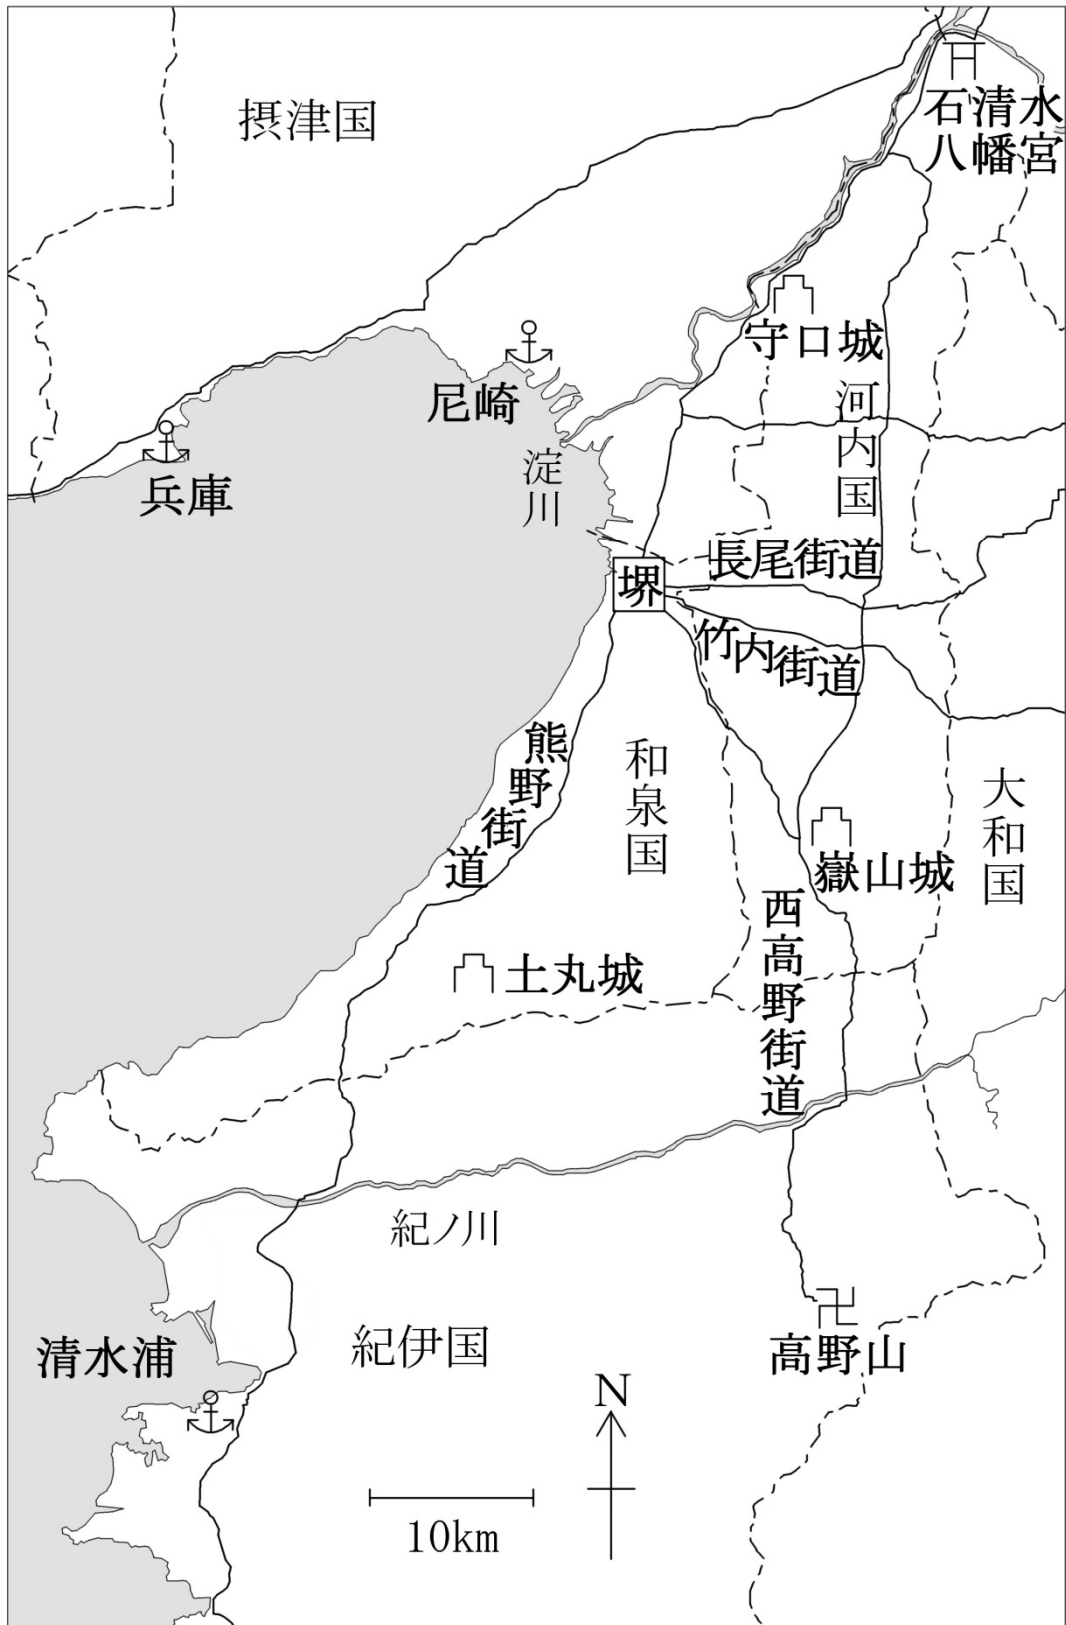 摂津国
石清水
八幡宮
守口城
尼崎
河内国
淀川
兵庫
長尾街道
堺
竹内街道
熊野街道
和泉国
大和国
嶽山城
西高野街道
土丸城
紀ノ川
紀伊国
清水浦
高野山
N
10km